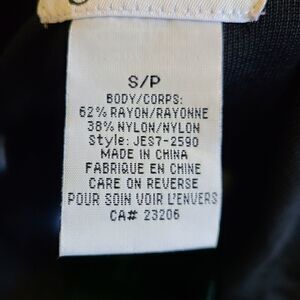 S/P
BODY/CORPS:
62% RAYON/RAYONNE
38% NYLON/NYLON
Style: JES7-2590
MADE IN CHINA
FABRIQUE EN CHINE
CARE ON REVERSE
POUR SOIN VOIR L'ENVERS
CA# 23206